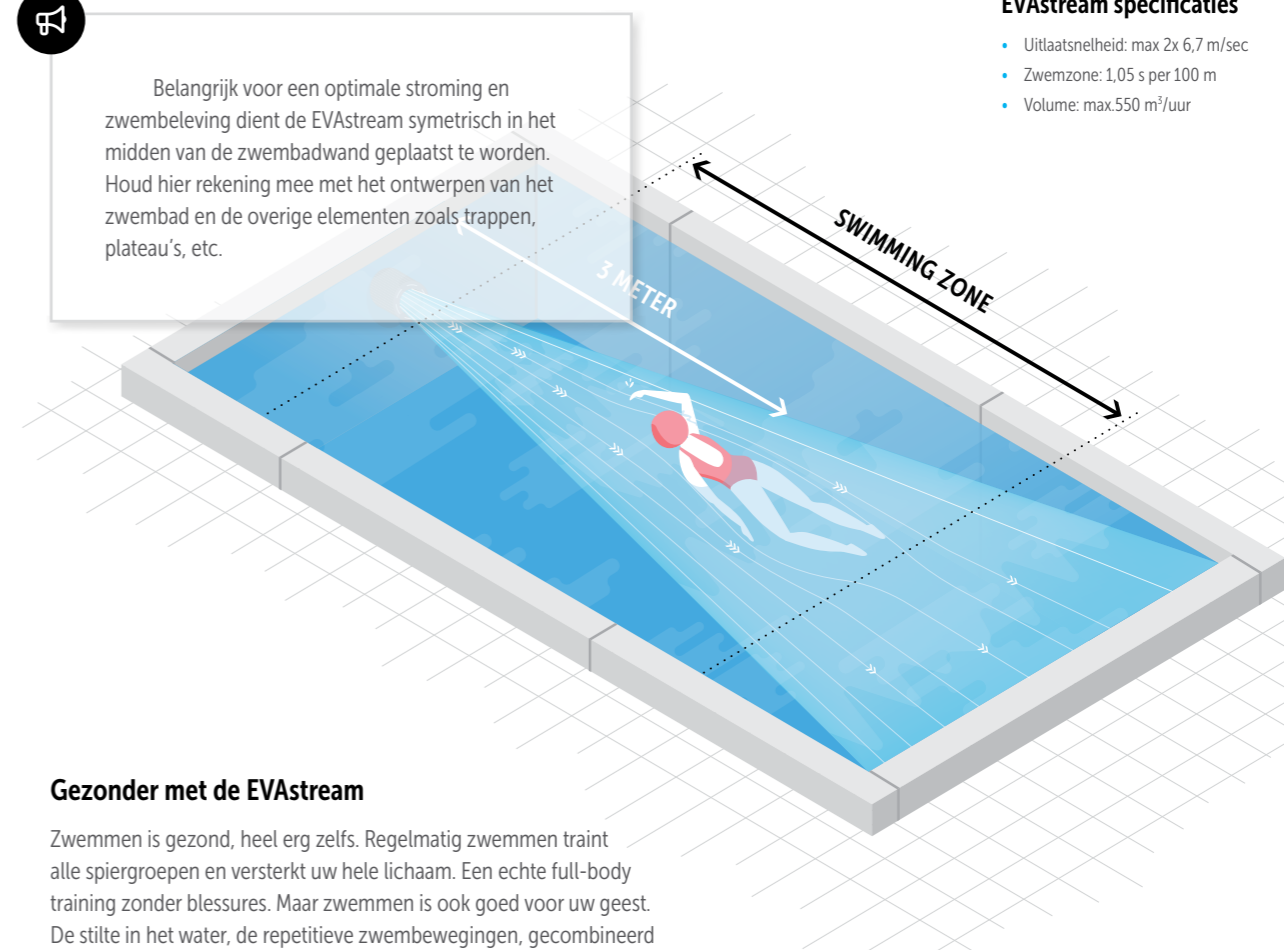 EVAstream specificaties
• Uitlaatsnelheid: max 2x 6,7 m/sec
• Zwemzone: 1,05 s per 100 m
• Volume: max.550 m³/uur
Belangrijk voor een optimale stroming en
zwembeleving dient de EVAstream symetrisch in het
midden van de zwembadwand geplaatst te worden.
Houd hier rekening mee met het ontwerpen van het
zwembad en de overige elementen zoals trappen,
plateau's, etc.
SWIMMING ZONE
3 METER
Gezonder met de EVAstream
Zwemmen is gezond, heel erg zelfs. Regelmatig zwemmen traint
alle spiergroepen en versterkt uw hele lichaam. Een echte full-body
training zonder blessures. Maar zwemmen is ook goed voor uw geest.
De stilte in het water, de repetitieve zwembewegingen, gecombineerd